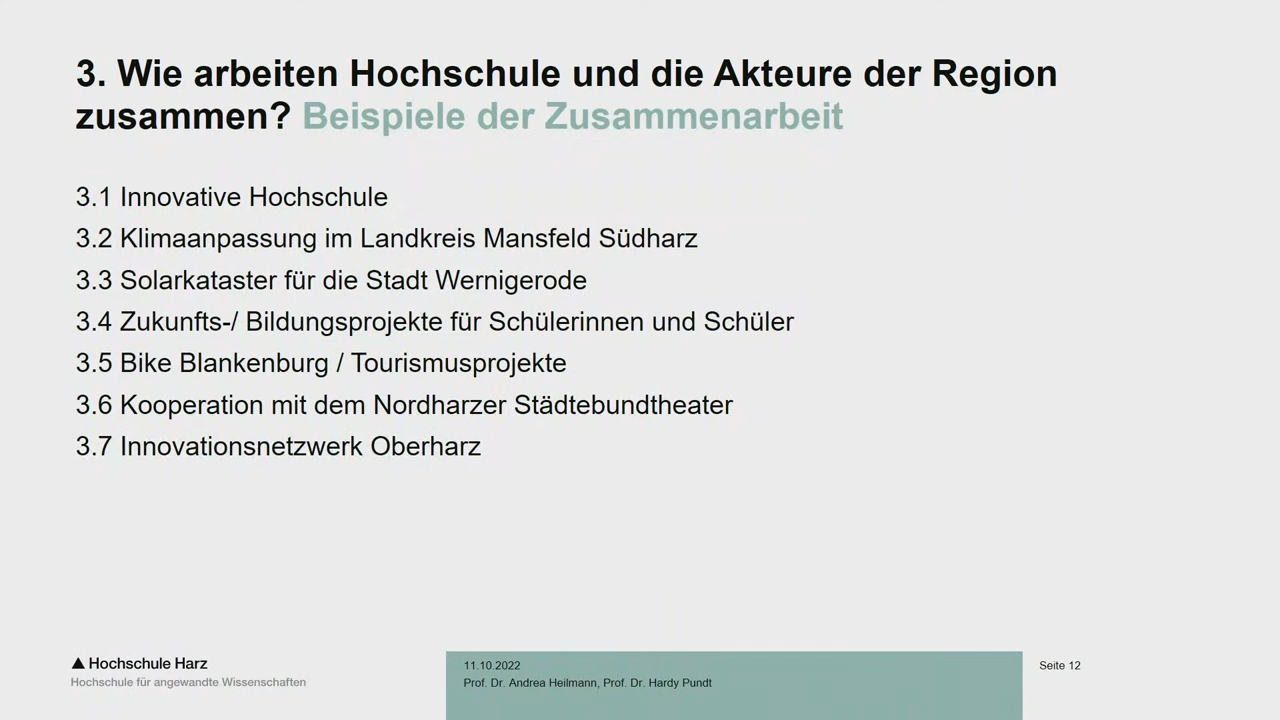 3. Wie arbeiten Hochschule und die Akteure der Region
zusammen? Beispiele der Zusammenarbeit
3.1 Innovative Hochschule
3.2 Klimaanpassung im Landkreis Mansfeld Südharz
3.3 Solarkataster für die Stadt Wernigerode
3.4 Zukunfts-/ Bildungsprojekte für Schülerinnen und Schüler
3.5 Bike Blankenburg / Tourismusprojekte
3.6 Kooperation mit dem Nordharzer Städtebundtheater
3.7 Innovationsnetzwerk Oberharz
Hochschule Harz
Hochschule für angewandte Wissenschaften
11.10.2022
Prof. Dr. Andrea Heilmann, Prof. Dr. Hardy Pundt
Seite 12